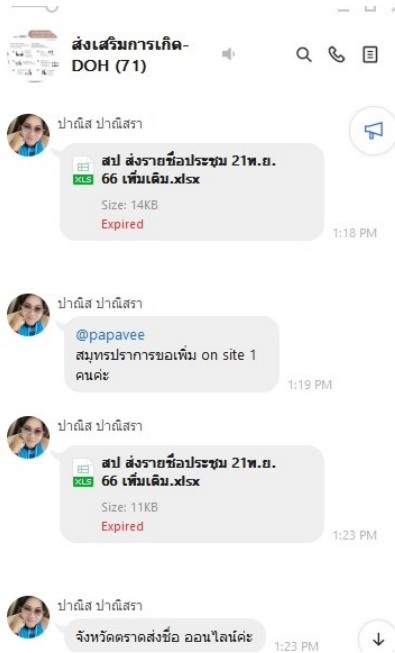 ส่งเสริมการเกิด-
DOH (71)
ปาณิส ปาณิสรา
สป ส่งรายชื่อประชุม 21พ.ย.
66 เพิ่มเติม.xlsx
XLS
Size: 14KB
Expired
1:18 PM
ปาณิส ปาณิสรา
@papavee
สมุทรปราการขอเพิ่ม on site 1
คนค่ะ
1:19 PM
ปาณิส ปาณิสรา
สป ส่งรายชื่อประชุม 21พ.ย.
66 เพิ่มเติม.xlsx
XLS
Size: 11KB
Expired
1:23 PM
ปาณิส ปาณิสรา
จังหวัดตราดส่งชื่อ ออนไลน์ค่ะ
1:23 PM